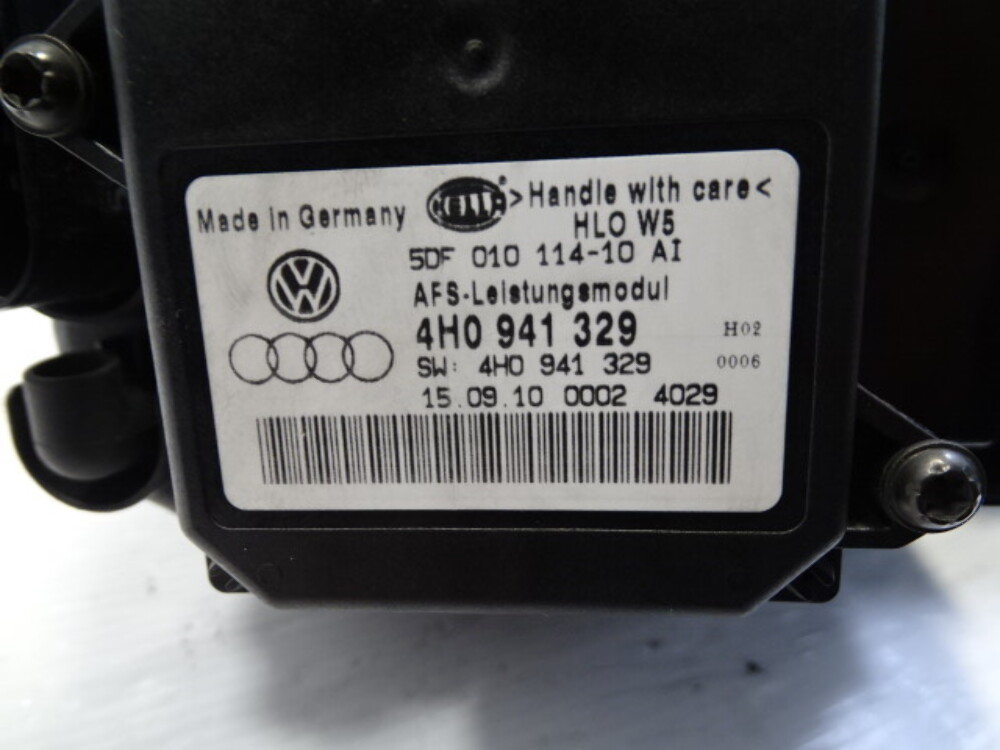 Made in Germany
HELLA ®
>Handle with care<
HLO W5
5DF 010 114-10 AI
AFS-Leistungsmodul
4H0 941 329 H02
SW: 4H0 941 329 0006
15.09.10 0002 4029